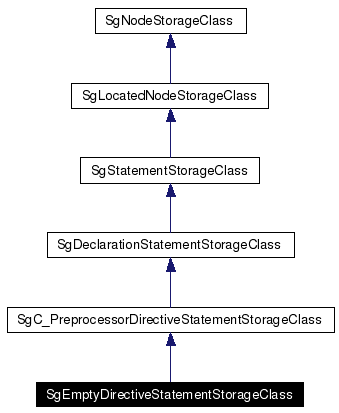 SgNodeStorageClass
SgLocatedNodeStorageClass
SgStatementStorageClass
SgDeclarationStatementStorageClass
SgC_PreprocessorDirectiveStatementStorageClass
SgEmptyDirectiveStatementStorageClass